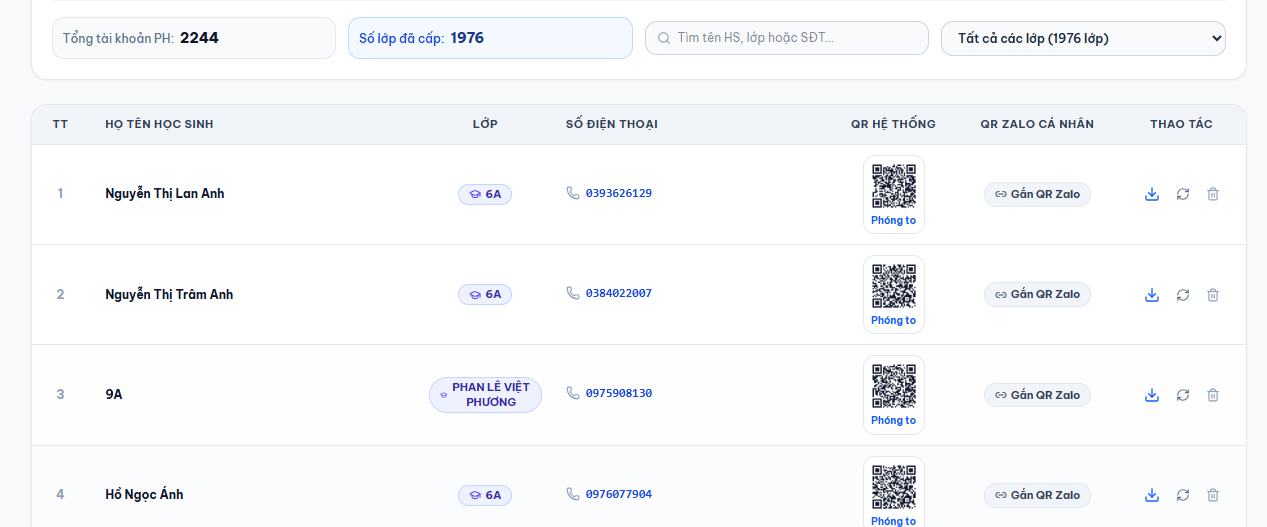 Tổng tài khoản PH: 2244
Số lớp đã cấp: 1976
Tìm tên HS, lớp hoặc SĐT...
Tất cả các lớp (1976 lớp)
TT HỌ TÊN HỌC SINH LỚP SỐ ĐIỆN THOẠI QR HỆ THỐNG QR ZALO CÁ NHÂN THAO TÁC
1 Nguyễn Thị Lan Anh 6A 0393626129 Gắn QR Zalo
Phóng to
2 Nguyễn Thị Trâm Anh 6A 0384022007 Gắn QR Zalo
Phóng to
3 9A PHAN LÊ VIỆT
PHƯƠNG 0975908130 Gắn QR Zalo
Phóng to
4 Hồ Ngọc Ánh 6A 0976077904 Gắn QR Zalo
Phóng to